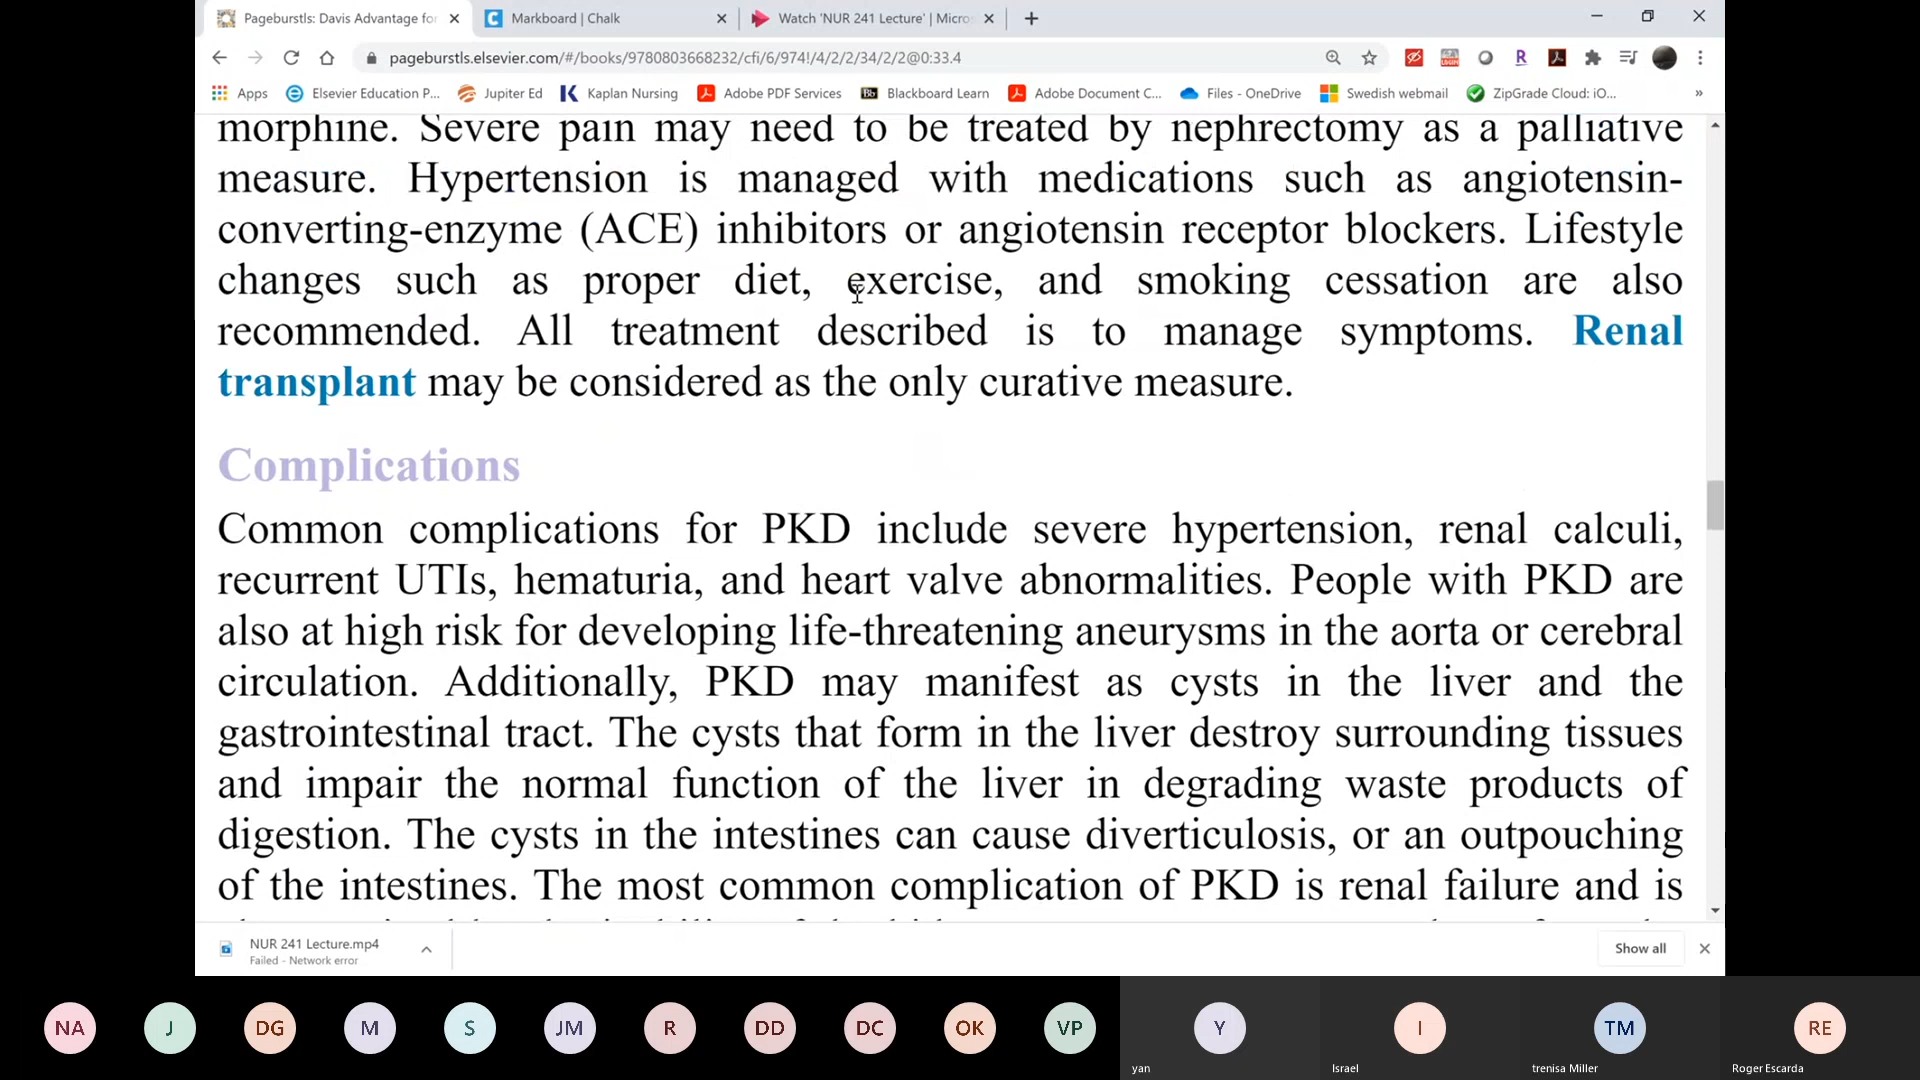 Pageburstls: Davis Advantage for
Markboard | Chalk
Watch 'NUR 241 Lecture' | Micro
pageburstls.elsevier.com/#/books/9780803668232/cfi/6/974!/4/2/2/34/2/2@0:33.4
Apps
Elsevier Education P...
Jupiter Ed
Kaplan Nursing
Adobe PDF Services
Bb
Blackboard Learn
Adobe Document C...
Files - OneDrive
Swedish webmail
ZipGrade Cloud: iO...
»
morphine. Severe pain may need to be treated by nephrectomy as a palliative
measure. Hypertension is managed with medications such as angiotensin-
converting-enzyme (ACE) inhibitors or angiotensin receptor blockers. Lifestyle
changes such as proper diet, exercise, and smoking cessation are also
recommended. All treatment described is to manage symptoms. Renal
transplant may be considered as the only curative measure.
Complications
Common complications for PKD include severe hypertension, renal calculi,
recurrent UTIs, hematuria, and heart valve abnormalities. People with PKD are
also at high risk for developing life-threatening aneurysms in the aorta or cerebral
circulation. Additionally, PKD may manifest as cysts in the liver and the
gastrointestinal tract. The cysts that form in the liver destroy surrounding tissues
and impair the normal function of the liver in degrading waste products of
digestion. The cysts in the intestines can cause diverticulosis, or an outpouching
of the intestines. The most common complication of PKD is renal failure and is
NUR 241 Lecture.mp4
Failed - Network error
Show all
NA
J
DG
M
S
JM
R
DD
DC
OK
VP
Y
I
TM
RE
yan
Israel
trenisa Miller
Roger Escarda